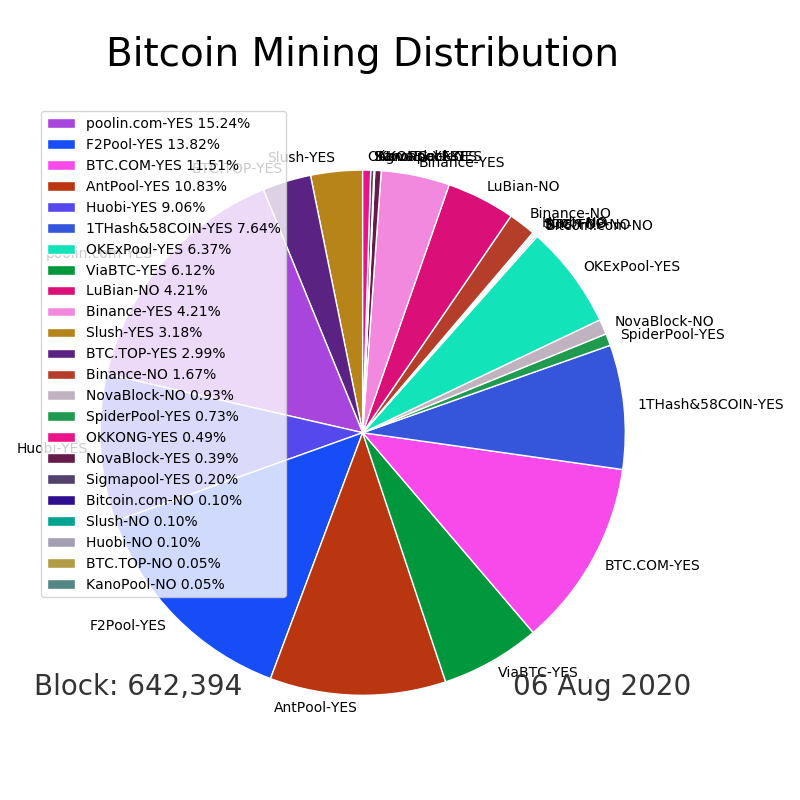 Bitcoin Mining Distribution
poolin.com-YES 15.24%
F2Pool-YES 13.82%
BTC.COM-YES 11.51%
AntPool-YES 10.83%
Huobi-YES 9.06%
1THash&58COIN-YES 7.64%
OKExPool-YES 6.37%
ViaBTC-YES 6.12%
LuBian-NO 4.21%
Binance-YES 4.21%
Slush-YES 3.18%
BTC.TOP-YES 2.99%
Binance-NO 1.67%
NovaBlock-NO 0.93%
SpiderPool-YES 0.73%
OKKONG-YES 0.49%
NovaBlock-YES 0.39%
Sigmapool-YES 0.20%
Bitcoin.com-NO 0.10%
Slush-NO 0.10%
Huobi-NO 0.10%
BTC.TOP-NO 0.05%
KanoPool-NO 0.05%
Slush-YES
BTC.TOP-YES
poolin.com-YES
Huobi-YES
F2Pool-YES
AntPool-YES
ViaBTC-YES
BTC.COM-YES
1THash&58COIN-YES
SpiderPool-YES
NovaBlock-NO
OKExPool-YES
Bitcoin.com-NO
Binance-NO
LuBian-NO
Binance-YES
Block: 642,394
06 Aug 2020